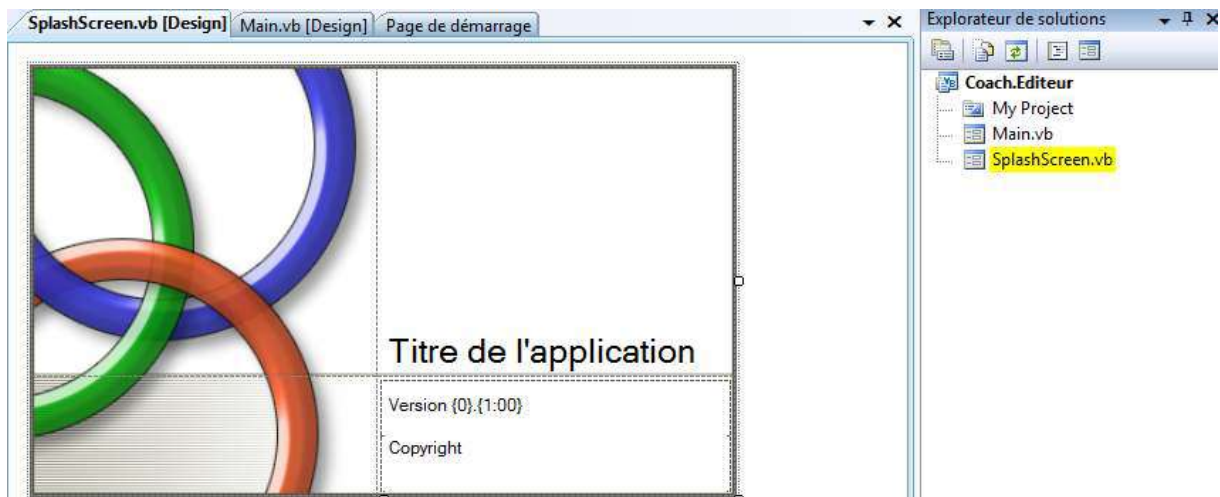 SplashScreen.vb [Design] Main.vb [Design] Page de démarrage
Titre de l'application
Version {0}.{1:00}
Copyright
Explorateur de solutions
Coach.Editeur
My Project
Main.vb
SplashScreen.vb